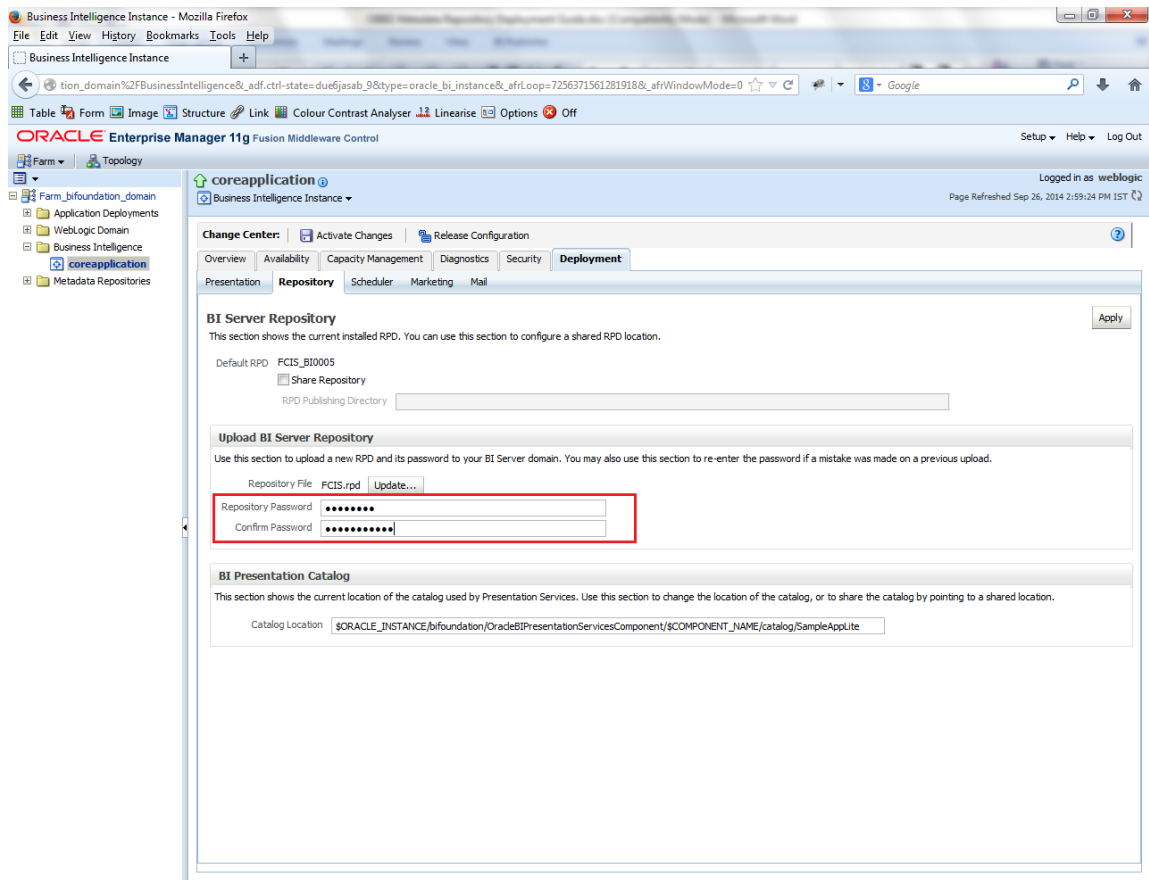 Business Intelligence Instance - Mozilla Firefox
File Edit View History Bookmarks Tools Help
Business Intelligence Instance
tion_domain%2FBusinessIntelligence&_adf.ctrl-state=due6jasab_9&type=oracle_bi_instance&_afrLoop=7256371561281918&_afrWindowMode=0
Google
Table Form Image Structure Link Colour Contrast Analyser Linearise Options Off
ORACLE Enterprise Manager 11g Fusion Middleware Control
Setup Help Log Out
Farm Topology
Farm_bifoundation_domain
Application Deployments
WebLogic Domain
Business Intelligence
coreapplication
Metadata Repositories
coreapplication
Logged in as weblogic
Business Intelligence Instance
Page Refreshed Sep 26, 2014 2:59:24 PM IST
Change Center: Activate Changes Release Configuration
Overview Availability Capacity Management Diagnostics Security Deployment
Presentation Repository Scheduler Marketing Mail
BI Server Repository
Apply
This section shows the current installed RPD. You can use this section to configure a shared RPD location.
Default RPD FCIS_BI0005
Share Repository
RPD Publishing Directory
Upload BI Server Repository
Use this section to upload a new RPD and its password to your BI Server domain. You may also use this section to re-enter the password if a mistake was made on a previous upload.
Repository File FCIS.rpd Update...
Repository Password ●●●●●●●●
Confirm Password ●●●●●●●●●●●
BI Presentation Catalog
This section shows the current location of the catalog used by Presentation Services. Use this section to change the location of the catalog, or to share the catalog by pointing to a shared location.
Catalog Location $ORACLE_INSTANCE/bifoundation/OracleBIPresentationServicesComponent/$COMPONENT_NAME/catalog/SampleAppLite